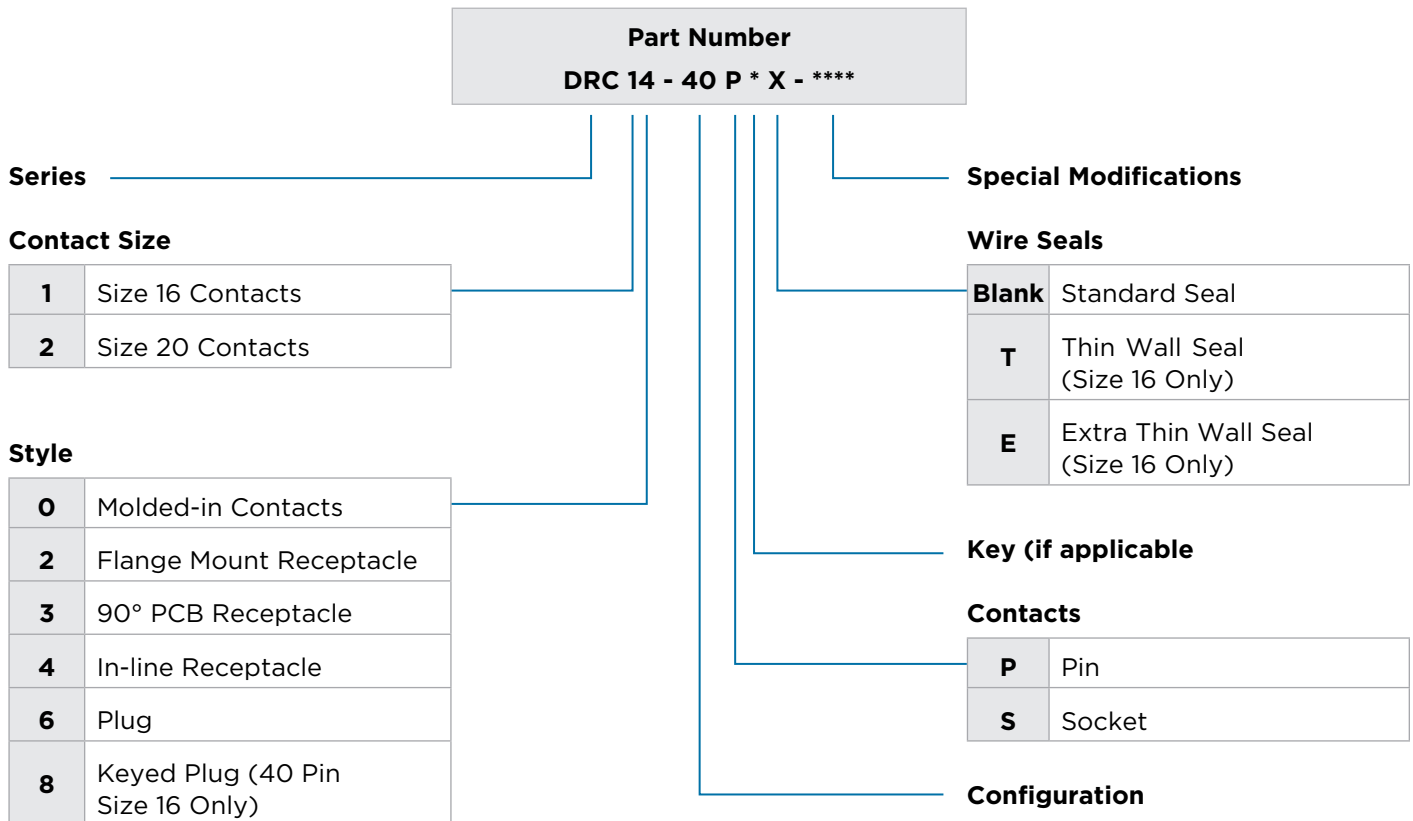 Part Number
DRC 14 - 40 P * X - ****
Series
Contact Size
1 Size 16 Contacts
2 Size 20 Contacts
Style
0 Molded-in Contacts
2 Flange Mount Receptacle
3 90° PCB Receptacle
4 In-line Receptacle
6 Plug
8 Keyed Plug (40 Pin
Size 16 Only)
Special Modifications
Wire Seals
Blank Standard Seal
T Thin Wall Seal
(Size 16 Only)
E Extra Thin Wall Seal
(Size 16 Only)
Key (if applicable
Contacts
P Pin
S Socket
Configuration